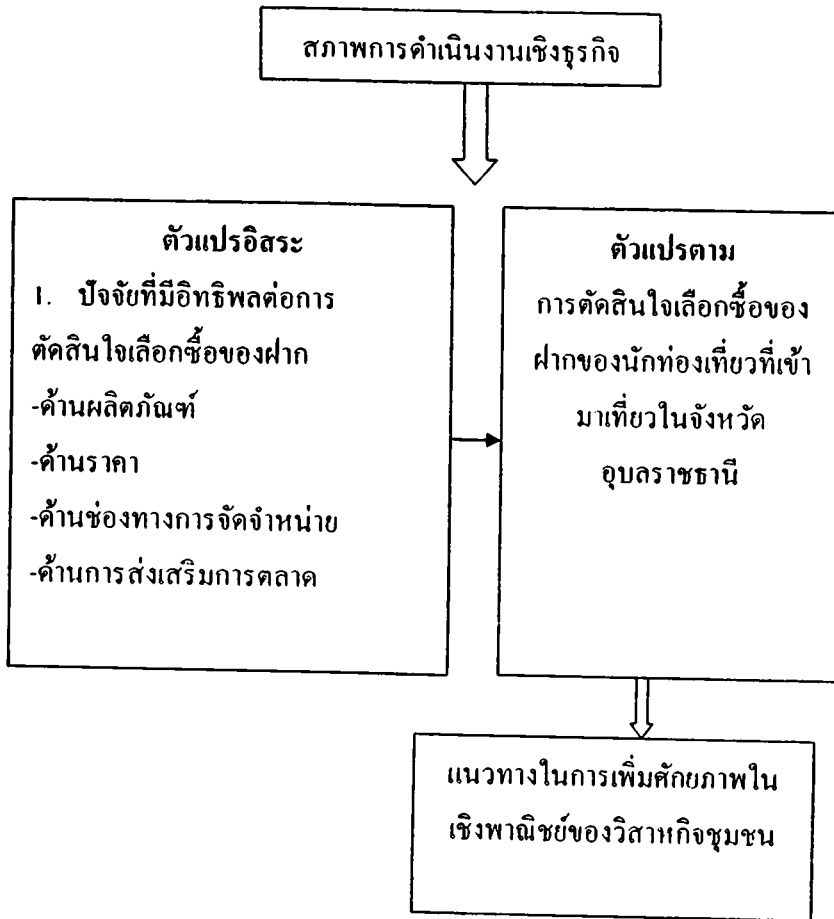 สภาพการดำเนินงานเชิงธุรกิจ
ตัวแปรอิสระ
1. ปัจจัยที่มีอิทธิพลต่อการ
ตัดสินใจเลือกซื้อของฝาก
-ด้านผลิตภัณฑ์
-ด้านราคา
-ด้านช่องทางการจัดจำหน่าย
-ด้านการส่งเสริมการตลาด
ตัวแปรตาม
การตัดสินใจเลือกซื้อของ
ฝากของนักท่องเที่ยวที่เข้า
มาเที่ยวในจังหวัด
อุบลราชธานี
แนวทางในการเพิ่มศักยภาพใน
เชิงพาณิชย์ของวิสาหกิจชุมชน